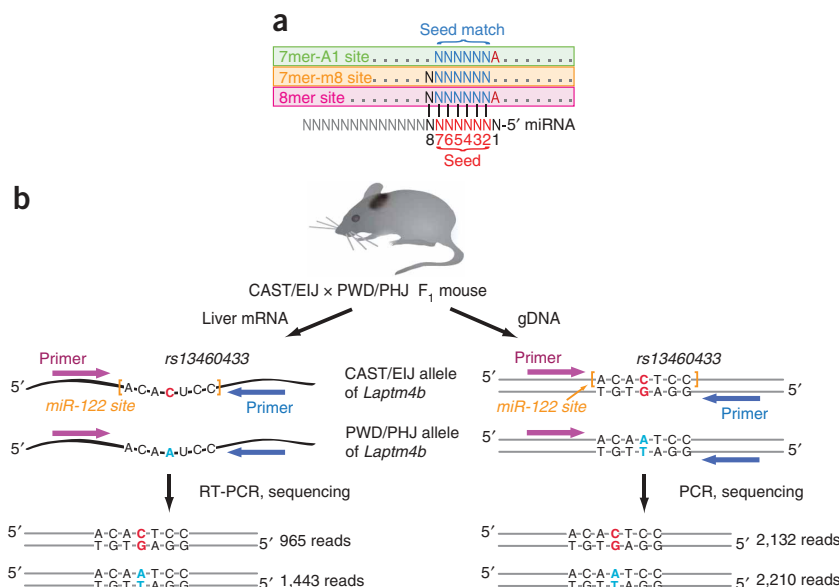 a
Seed match
7mer-A1 site . . . . . . . NNNNNNA . . . . . . .
7mer-m8 site . . . . . . NNNNNNN . . . . . . . .
8mer site . . . . . . . . . NNNNNNNA . . . . . . .
NNNNNNNNNNNNNNNNNNNNNN-5′ miRNA
87654321
Seed
b
CAST/EIJ × PWD/PHJ F1 mouse
Liver mRNA
gDNA
Primer
rs13460433
5′
A-C-A-C-U-C-C
miR-122 site
Primer
CAST/EIJ allele
of Laptm4b
Primer
rs13460433
5′
A-C-A-C-T-C-C
T-G-T-G-A-G-G
5′
miR-122 site
Primer
5′
A-C-A-A-U-C-C
PWD/PHJ allele
of Laptm4b
5′
A-C-A-A-T-C-C
T-G-T-T-A-G-G
5′
RT-PCR, sequencing
PCR, sequencing
5′
A-C-A-C-T-C-C
T-G-T-G-A-G-G
5′
965 reads
5′
A-C-A-C-T-C-C
T-G-T-G-A-G-G
5′
2,132 reads
5′
A-C-A-A-T-C-C
T-G-T-T-A-G-G
5′
1,443 reads
5′
A-C-A-A-T-C-C
T-G-T-T-A-G-G
5′
2,210 reads